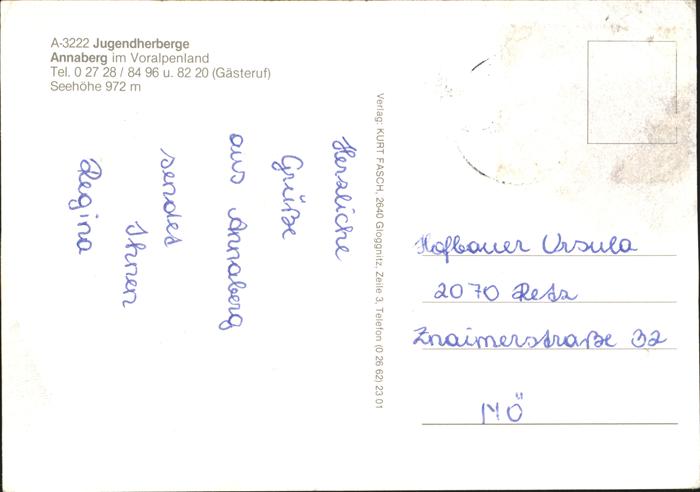 A-3222 Jugendherberge
Annaberg im Voralpenland
Tel. 0 27 28 / 84 96 u. 82 20 (Gästeruf)
Seehöhe 972 m
Herzliche
Grüße
aus Annaberg
sendet
Ihnen
Regina
Verlag: KURT FASCH, 2640 Gloggnitz, Zeile 3, Telefon (0 26 62) 23 01
Hofbauer Ursula
2070 Retz
Znaimerstraße 32
NÖ